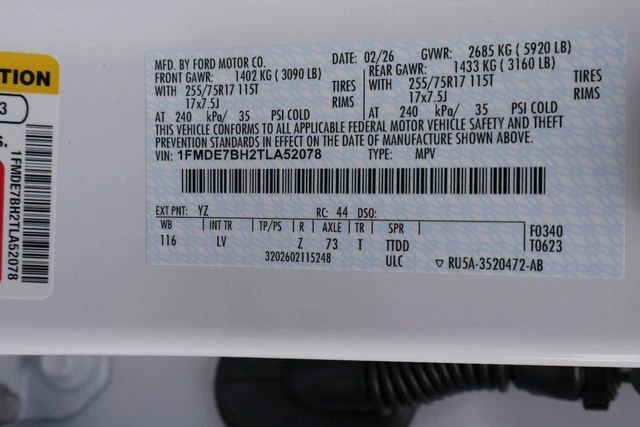 TION
3
S.
1FMDE7BH2TLA52078
MFD. BY FORD MOTOR CO. DATE: 02/26 GVWR: 2685 KG ( 5920 LB)
FRONT GAWR: 1402 KG ( 3090 LB) REAR GAWR: 1433 KG ( 3160 LB)
WITH 255/75R17 115T TIRES WITH 255/75R17 115T TIRES
17x7.5J RIMS 17x7.5J RIMS
AT 240 kPa/ 35 PSI COLD AT 240 kPa/ 35 PSI COLD
THIS VEHICLE CONFORMS TO ALL APPLICABLE FEDERAL MOTOR VEHICLE SAFETY AND THEFT
PREVENTION STANDARDS IN EFFECT ON THE DATE OF MANUFACTURE SHOWN ABOVE.
VIN: 1FMDE7BH2TLA52078 TYPE: MPV
EXT PNT: YZ RC: 44 DSO:
WB INT TR TP/PS R AXLE TR SPR F0340
116 LV Z 73 T TTDD T0623
3202602115248 ULC ▽ RU5A-3520472-AB